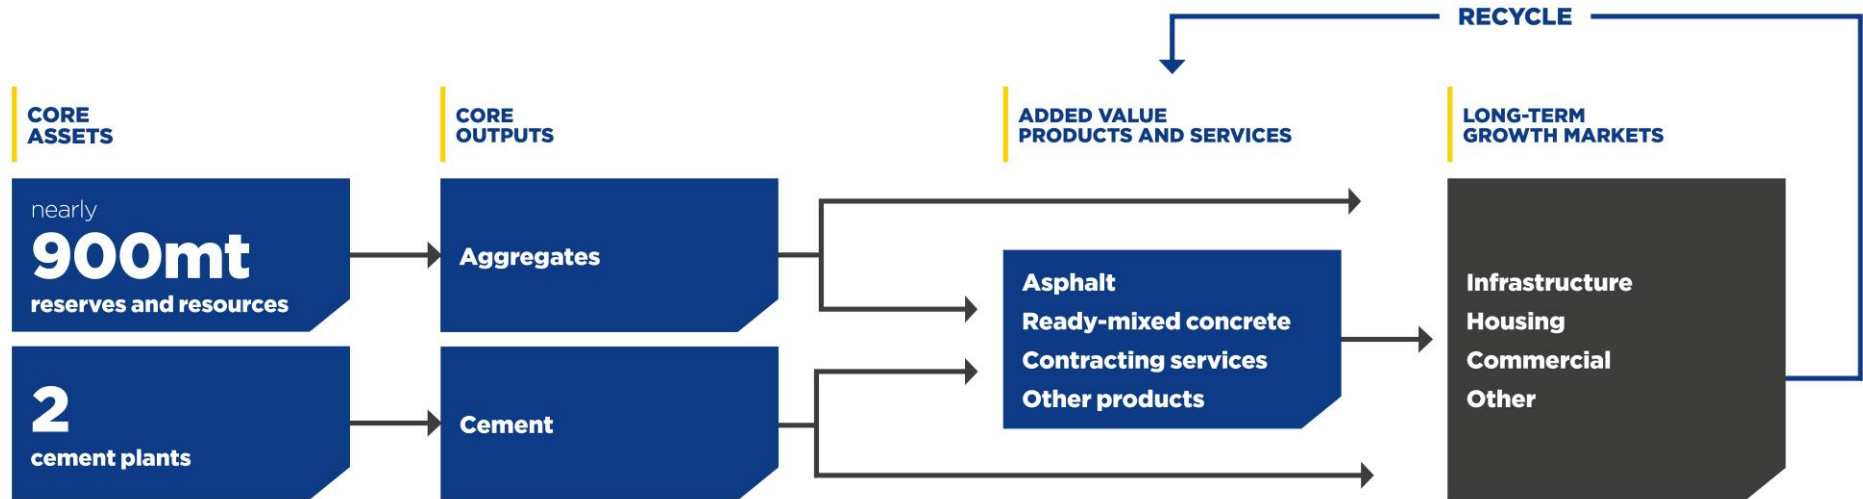 RECYCLE
CORE
ASSETS
CORE
OUTPUTS
ADDED VALUE
PRODUCTS AND SERVICES
LONG-TERM
GROWTH MARKETS
nearly
900mt
reserves and resources
Aggregates
2
cement plants
Cement
Asphalt
Ready-mixed concrete
Contracting services
Other products
Infrastructure
Housing
Commercial
Other